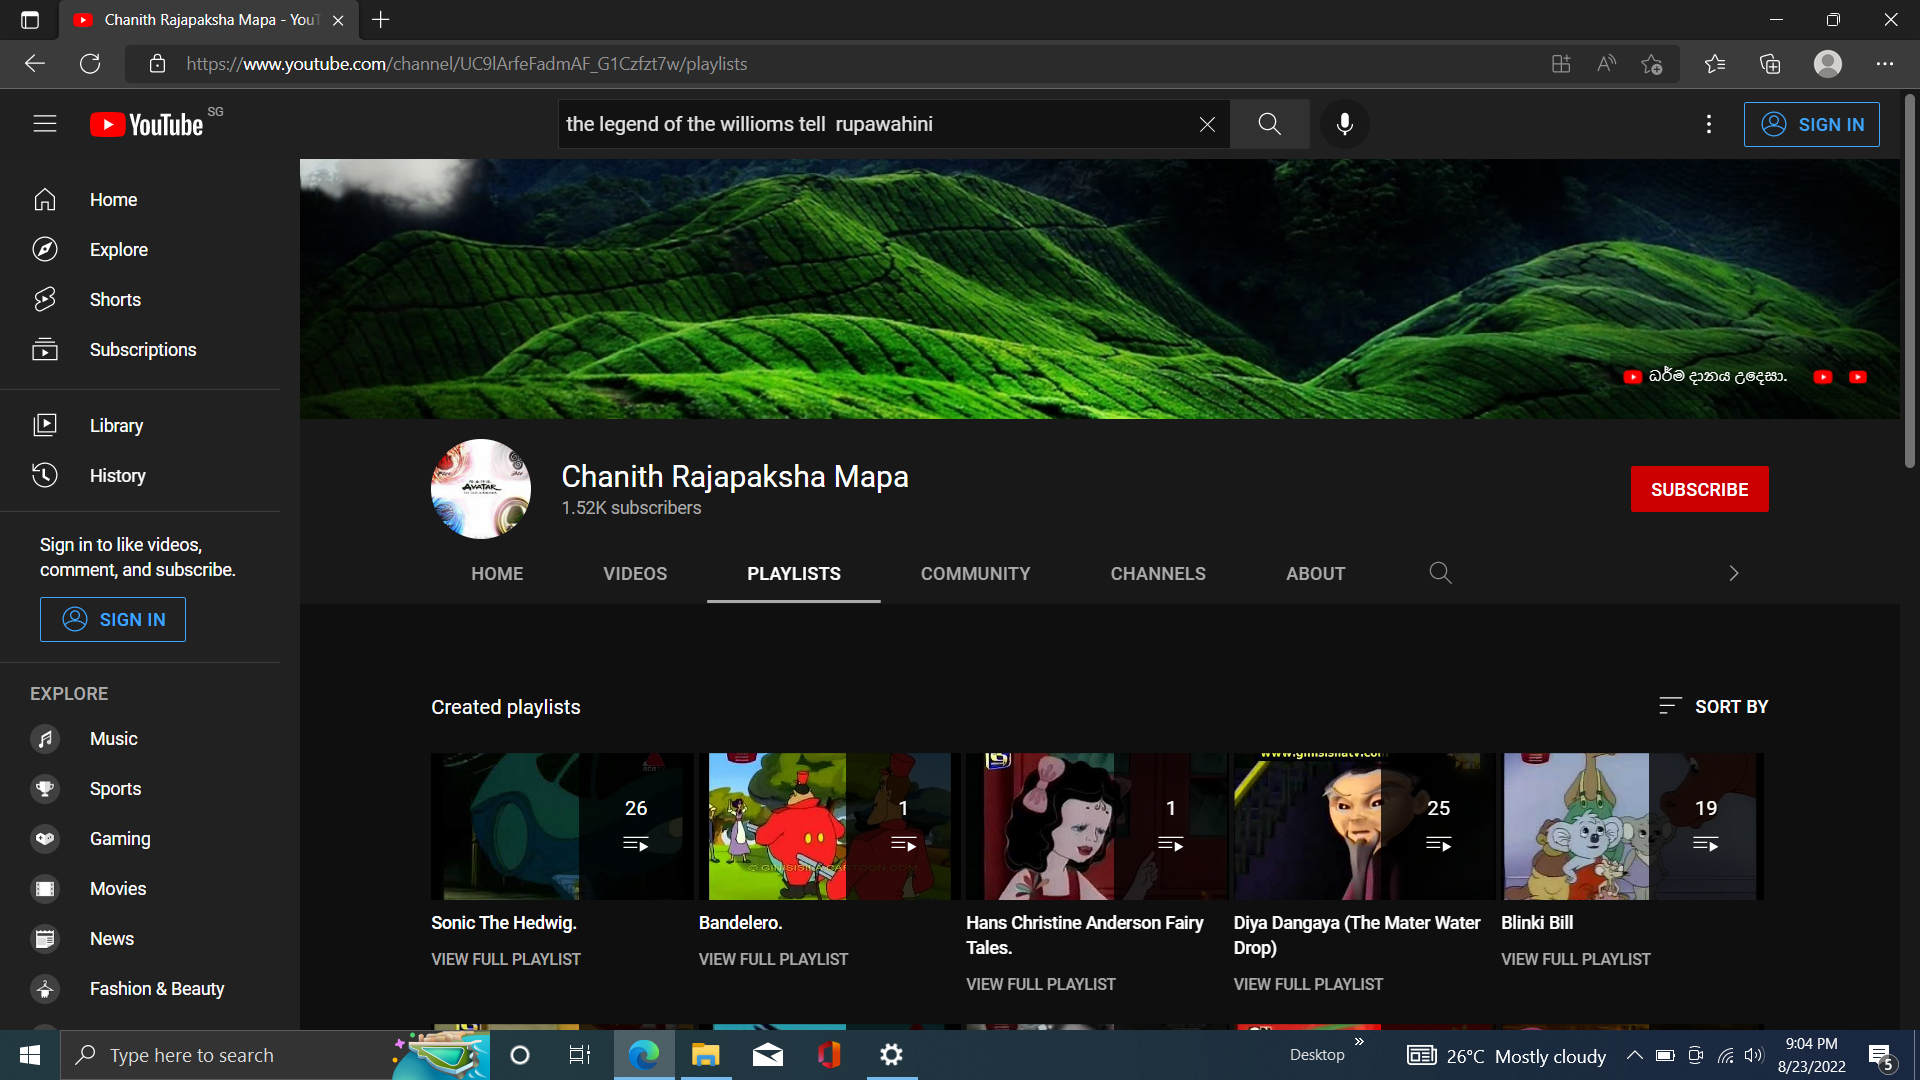 Chanith Rajapaksha Mapa - YouT
https://www.youtube.com/channel/UC9lArfeFadmAF_G1Czfzt7w/playlists
YouTube SG
the legend of the willioms tell  rupawahini
SIGN IN
Home
Explore
Shorts
Subscriptions
Library
History
Sign in to like videos,
comment, and subscribe.
SIGN IN
EXPLORE
Music
Sports
Gaming
Movies
News
Fashion & Beauty
ධර්ම දානය උදෙසා.
AVATAR
Chanith Rajapaksha Mapa
1.52K subscribers
SUBSCRIBE
HOME VIDEOS PLAYLISTS COMMUNITY CHANNELS ABOUT
Created playlists
SORT BY
26
1
1
25
19
Sonic The Hedwig.
VIEW FULL PLAYLIST
Bandelero.
VIEW FULL PLAYLIST
Hans Christine Anderson Fairy
Tales.
VIEW FULL PLAYLIST
Diya Dangaya (The Mater Water
Drop)
VIEW FULL PLAYLIST
Blinki Bill
VIEW FULL PLAYLIST
Type here to search
Desktop
26°C Mostly cloudy
9:04 PM
8/23/2022
5